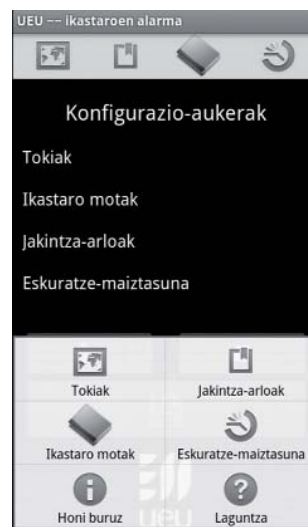 UEU -- ikastaroen alarma
Konfigurazio-aukerak
Tokiak
Ikastaro motak
Jakintza-arloak
Eskuratze-maiztasuna
Tokiak
Jakintza-arloak
Ikastaro motak
Eskuratze-maiztasuna
ueu
Honi buruz
Laguntza